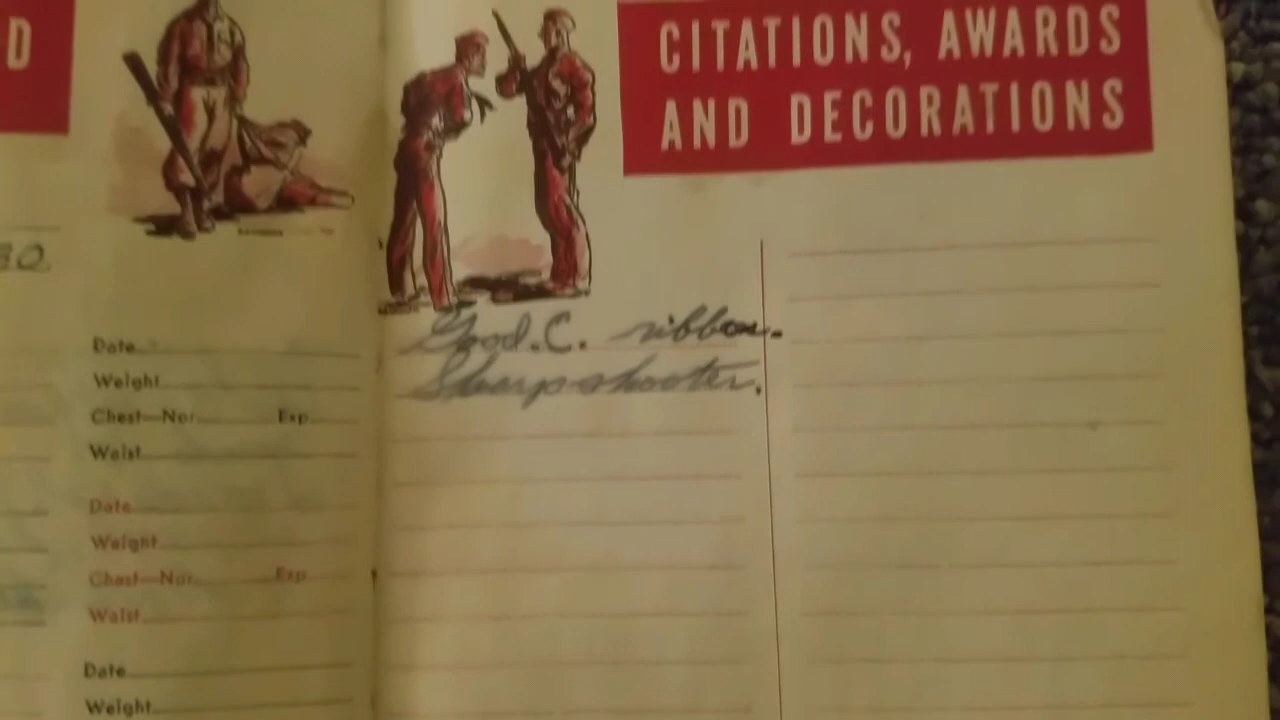 D
30
Date
Weight
Chest—Nor. Exp.
Waist
Date
Weight
Chest—Nor. Exp.
Waist
Date
Weight
CITATIONS, AWARDS
AND DECORATIONS
Good. C. ribbon.
Sharpshooter.